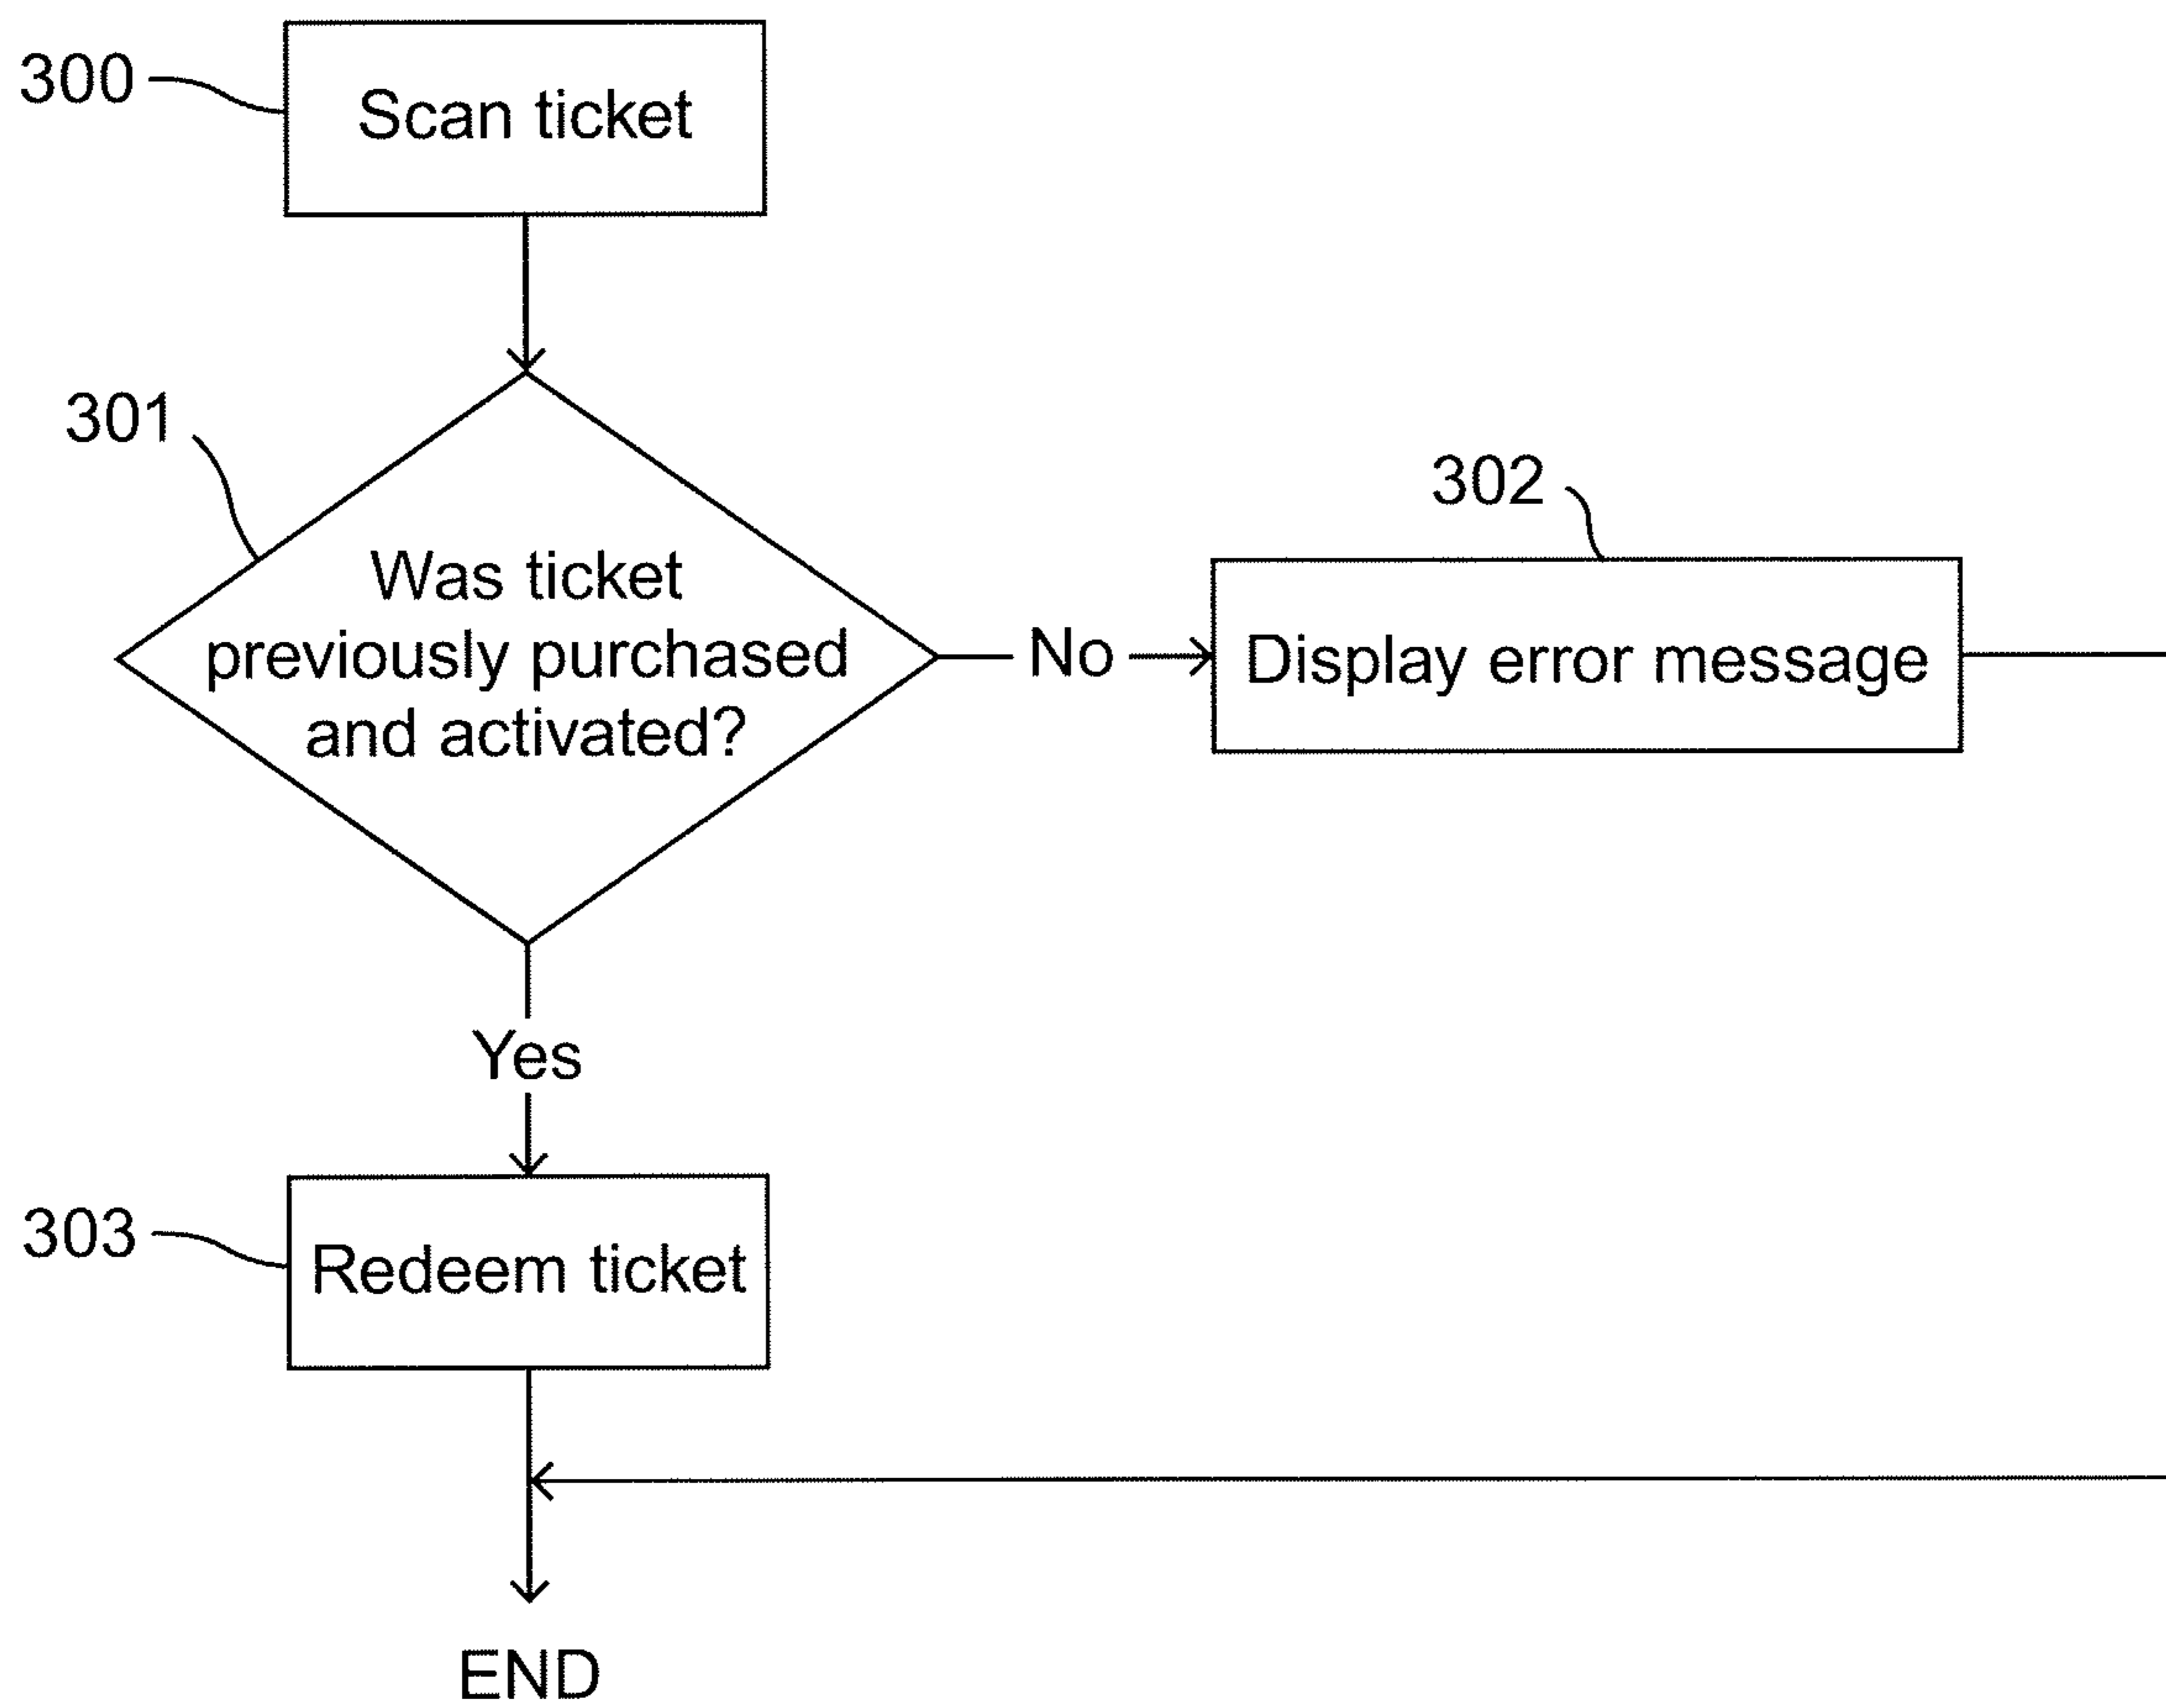 300
Scan ticket
301
Was ticket
previously purchased
and activated?
No
302
Display error message
Yes
303
Redeem ticket
END